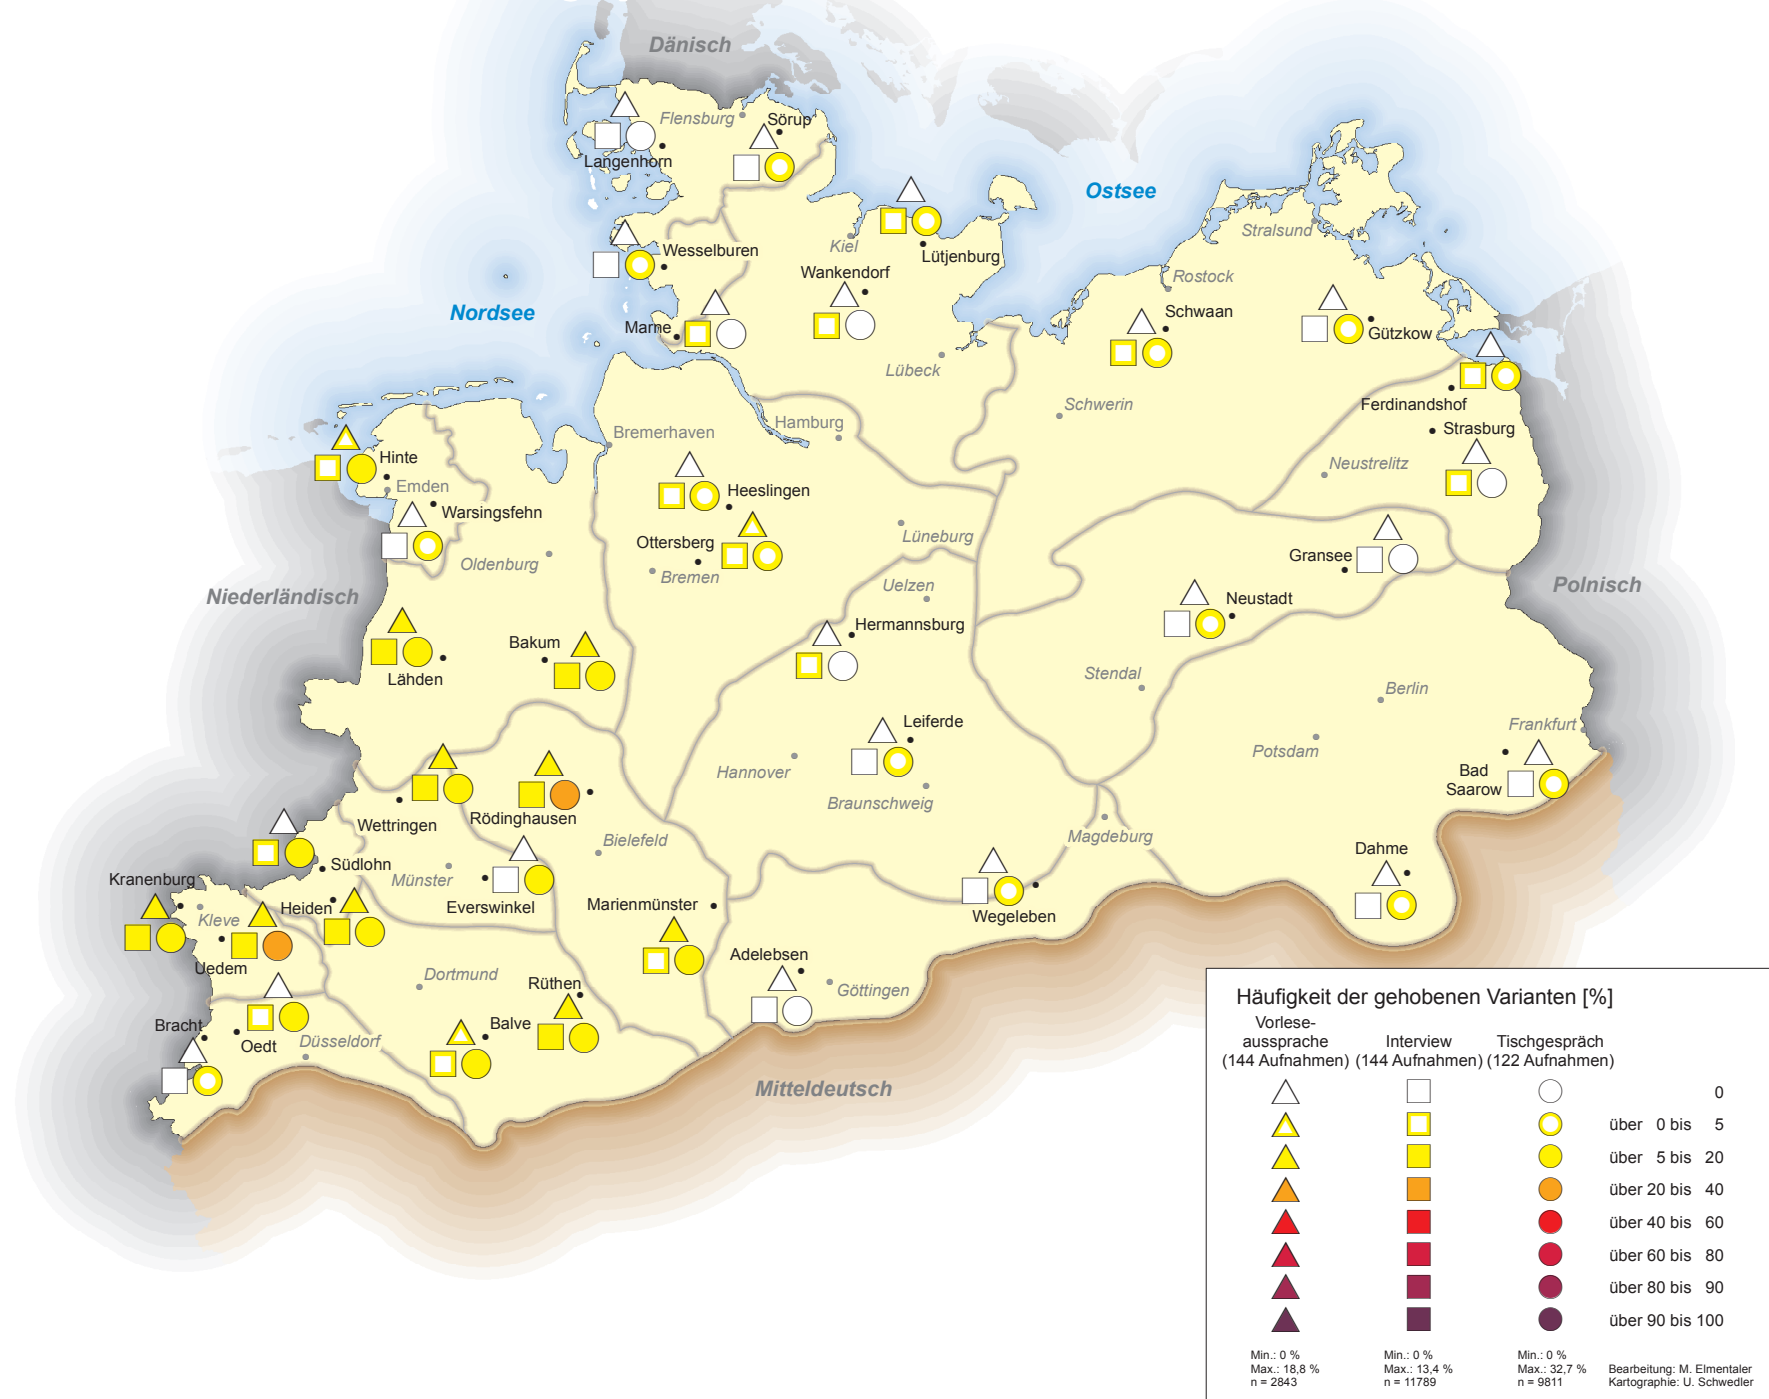 Dänisch
Flensburg
Sörup
Langenhorn
Ostsee
Stralsund
Kiel
Wesselburen
Lütjenburg
Wankendorf
Rostock
Nordsee
Schwaan
Marne
Gützkow
Lübeck
Schwerin
Ferdinandshof
Hamburg
Bremerhaven
Strasburg
Hinte
Neustrelitz
Emden
Heeslingen
Warsingsfehn
Lüneburg
Ottersberg
Gransee
Oldenburg
Bremen
Uelzen
Polnisch
Niederländisch
Neustadt
Hermannsburg
Bakum
Stendal
Lähden
Berlin
Leiferde
Frankfurt
Potsdam
Hannover
Bad
Saarow
Braunschweig
Rödinghausen
Wettringen
Magdeburg
Bielefeld
Dahme
Südlohn
Kranenburg
Münster
Heiden
Everswinkel
Marienmünster
Wegeleben
Kleve
Adelebsen
Uedem
Dortmund
Rüthen
Göttingen
Bracht
Balve
Oedt
Düsseldorf
Mitteldeutsch
Häufigkeit der gehobenen Varianten [%]
Vorlese-
aussprache Interview Tischgespräch
(144 Aufnahmen) (144 Aufnahmen) (122 Aufnahmen)
0
über 0 bis 5
über 5 bis 20
über 20 bis 40
über 40 bis 60
über 60 bis 80
über 80 bis 90
über 90 bis 100
Min.: 0 % Min.: 0 % Min.: 0 %
Max.: 18,8 % Max.: 13,4 % Max.: 32,7 % Bearbeitung: M. Elmentaler
n = 2843 n = 11789 n = 9811 Kartographie: U. Schwedler